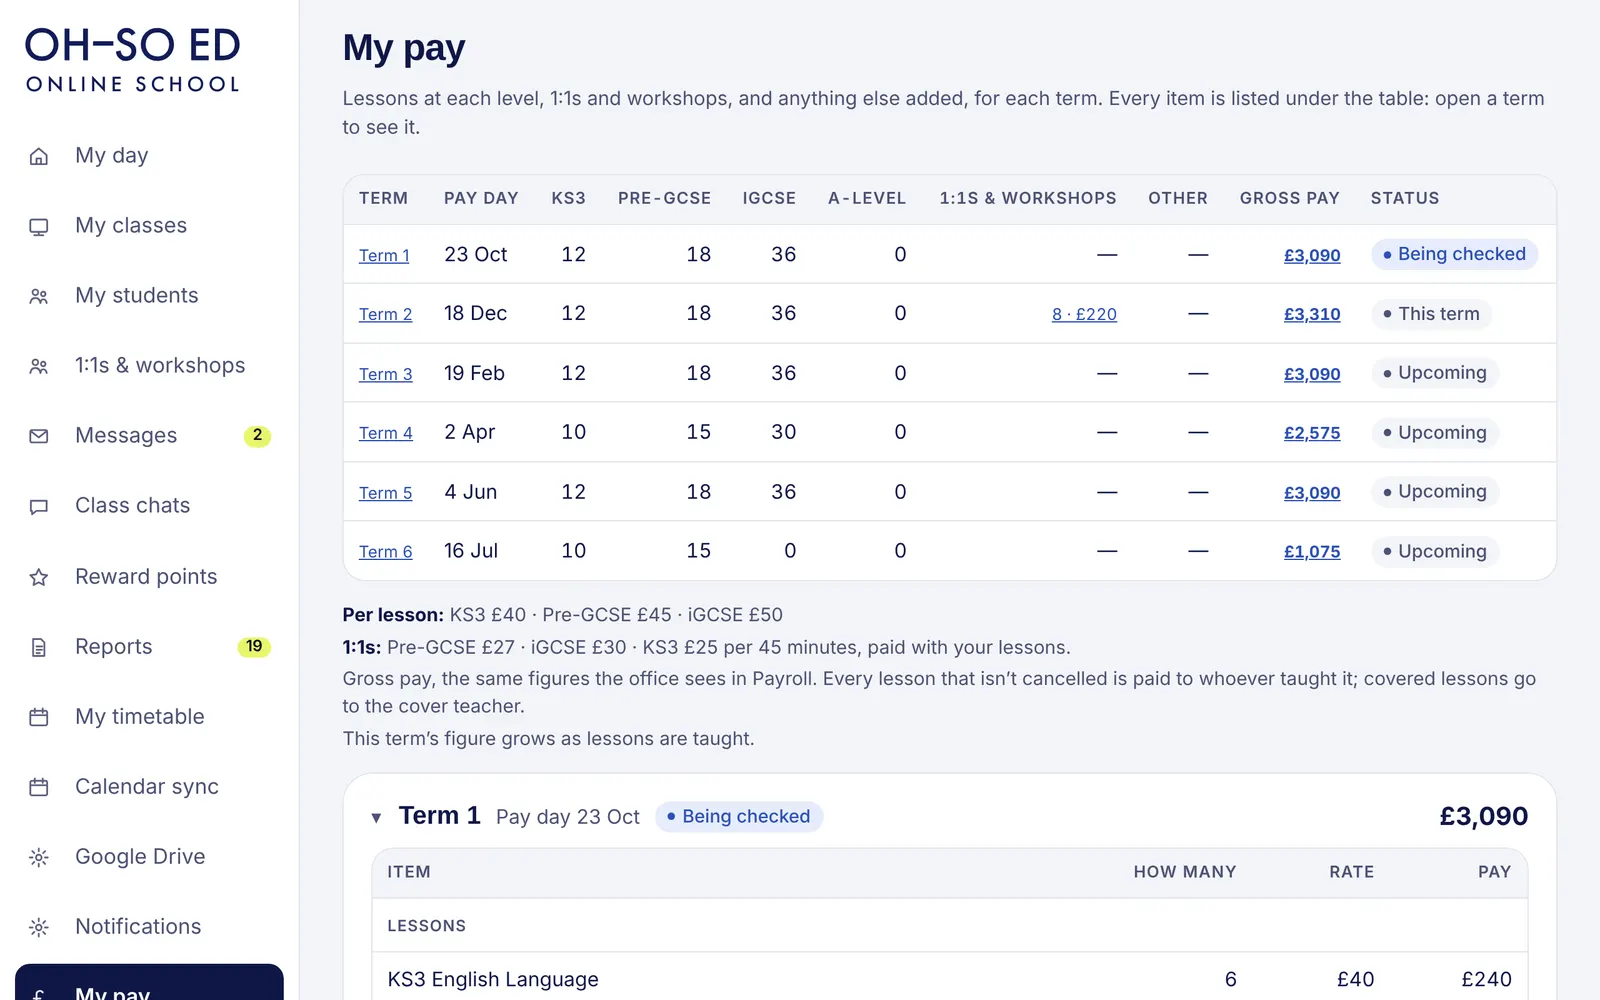 OH–SO ED
ONLINE SCHOOL
My day
My classes
My students
1:1s & workshops
Messages 2
Class chats
Reward points
Reports 19
My timetable
Calendar sync
Google Drive
Notifications
£ My pay
My pay
Lessons at each level, 1:1s and workshops, and anything else added, for each term. Every item is listed under the table: open a term
to see it.
TERM PAY DAY KS3 PRE-GCSE IGCSE A-LEVEL 1:1S & WORKSHOPS OTHER GROSS PAY STATUS
Term 1 23 Oct 12 18 36 0 — — £3,090 • Being checked
Term 2 18 Dec 12 18 36 0 8 · £220 — £3,310 • This term
Term 3 19 Feb 12 18 36 0 — — £3,090 • Upcoming
Term 4 2 Apr 10 15 30 0 — — £2,575 • Upcoming
Term 5 4 Jun 12 18 36 0 — — £3,090 • Upcoming
Term 6 16 Jul 10 15 0 0 — — £1,075 • Upcoming
Per lesson: KS3 £40 · Pre-GCSE £45 · iGCSE £50
1:1s: Pre-GCSE £27 · iGCSE £30 · KS3 £25 per 45 minutes, paid with your lessons.
Gross pay, the same figures the office sees in Payroll. Every lesson that isn’t cancelled is paid to whoever taught it; covered lessons go
to the cover teacher.
This term’s figure grows as lessons are taught.
▼ Term 1 Pay day 23 Oct • Being checked £3,090
ITEM HOW MANY RATE PAY
LESSONS
KS3 English Language 6 £40 £240